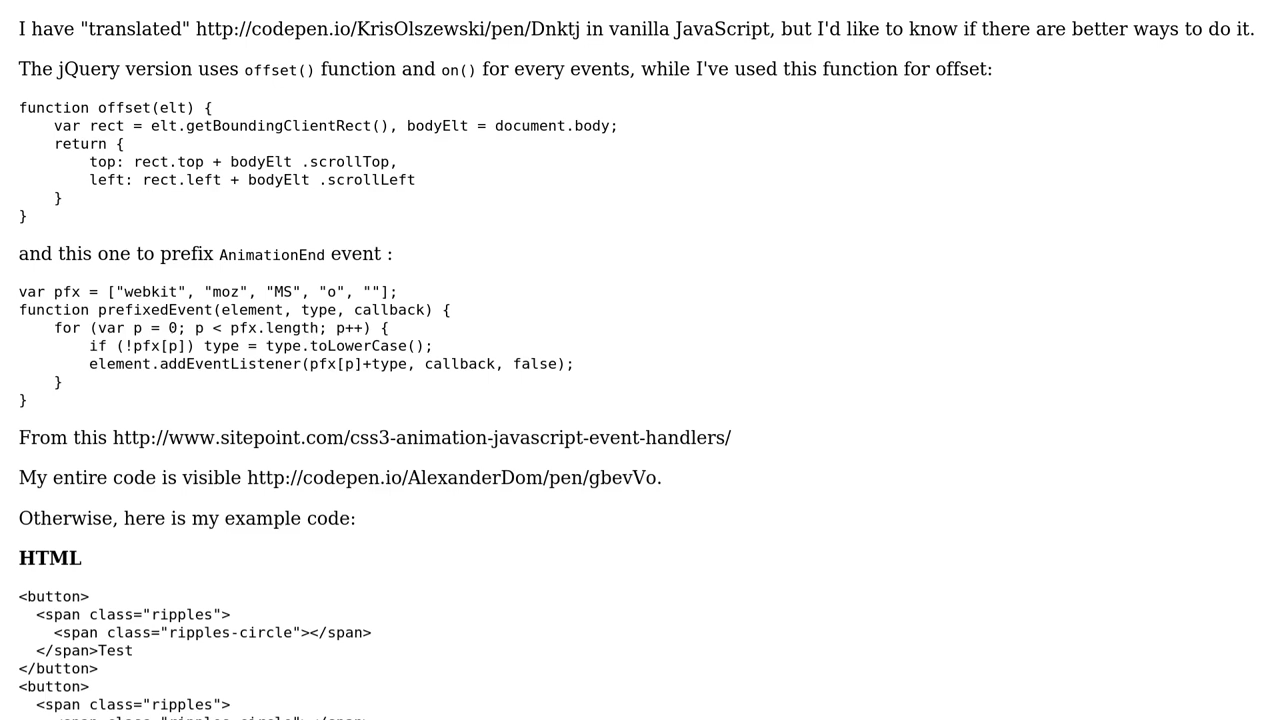 I have "translated" http://codepen.io/KrisOlszewski/pen/Dnktj in vanilla JavaScript, but I'd like to know if there are better ways to do it.
The jQuery version uses offset() function and on() for every events, while I've used this function for offset:
function offset(elt) {
    var rect = elt.getBoundingClientRect(), bodyElt = document.body;
    return {
        top: rect.top + bodyElt .scrollTop,
        left: rect.left + bodyElt .scrollLeft
    }
}
and this one to prefix AnimationEnd event :
var pfx = ["webkit", "moz", "MS", "o", ""];
function prefixedEvent(element, type, callback) {
    for (var p = 0; p < pfx.length; p++) {
        if (!pfx[p]) type = type.toLowerCase();
        element.addEventListener(pfx[p]+type, callback, false);
    }
}
From this http://www.sitepoint.com/css3-animation-javascript-event-handlers/
My entire code is visible http://codepen.io/AlexanderDom/pen/gbevVo.
Otherwise, here is my example code:
HTML
<button>
  <span class="ripples">
    <span class="ripples-circle"></span>
  </span>Test
</button>
<button>
  <span class="ripples">